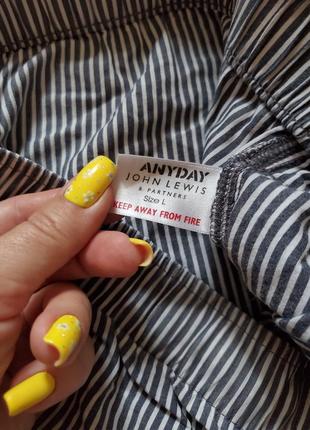 ANYDAY
JOHN LEWIS
& PARTNERS
Size L
KEEP AWAY FROM FIRE